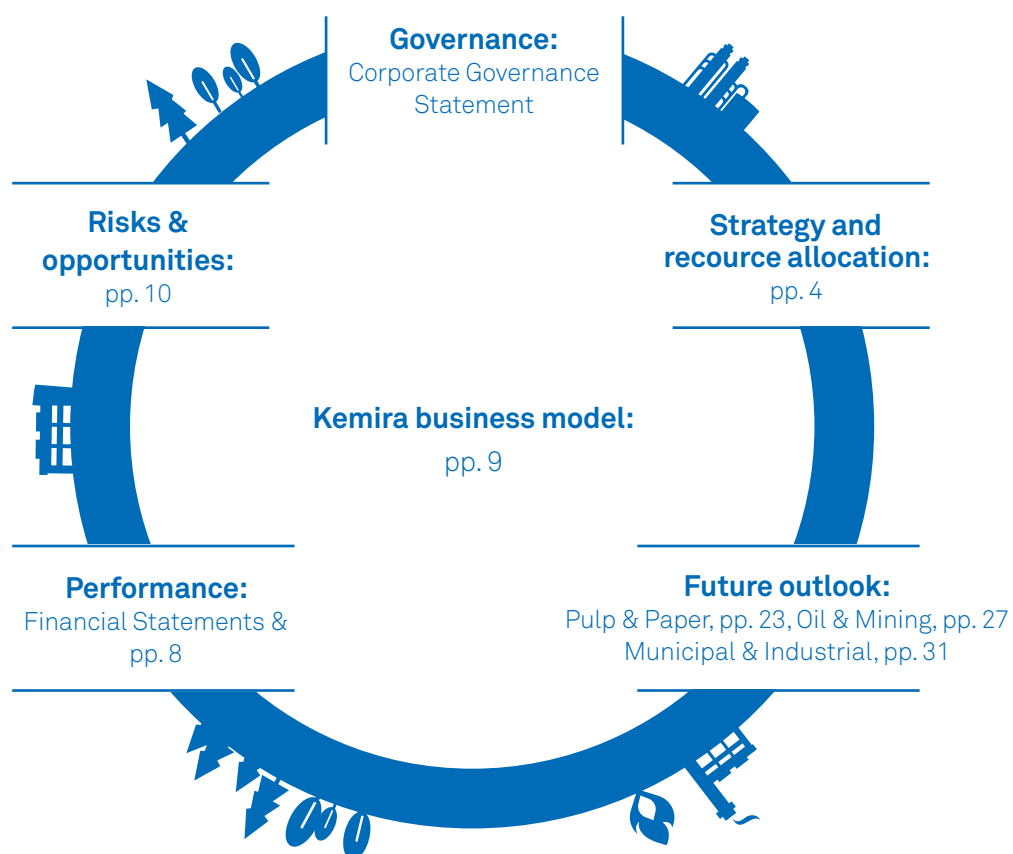 Governance:
Corporate Governance
Statement
Risks &
opportunities:
pp. 10
Strategy and
recource allocation:
pp. 4
Kemira business model:
pp. 9
Performance:
Financial Statements &
pp. 8
Future outlook:
Pulp & Paper, pp. 23, Oil & Mining, pp. 27
Municipal & Industrial, pp. 31